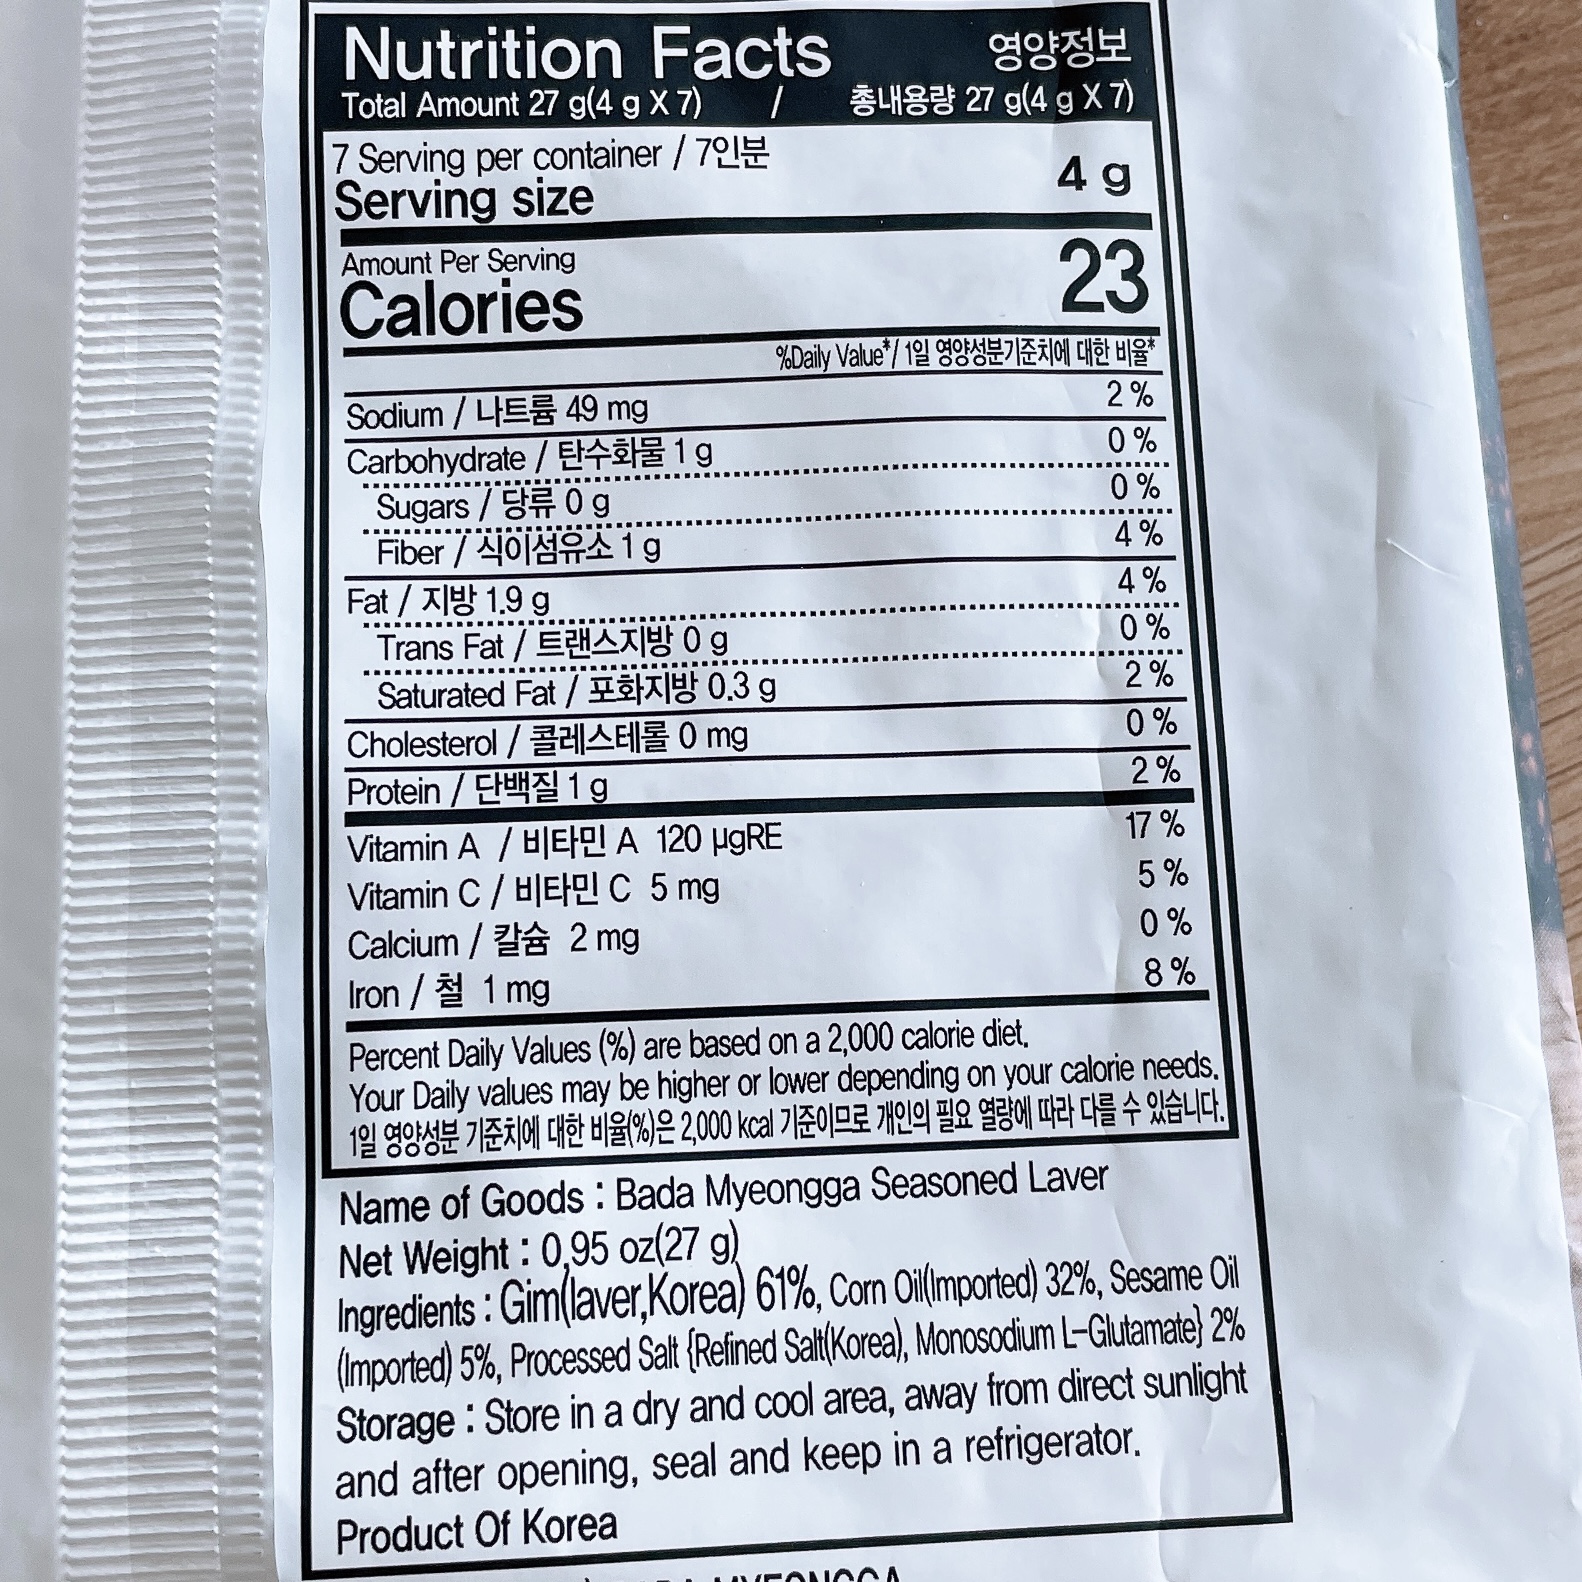 Nutrition Facts 영양정보
Total Amount 27 g(4 g X 7) / 총내용량 27 g(4 g X 7)
7 Serving per container / 7인분
Serving size 4 g
Amount Per Serving
Calories 23
%Daily Value*/ 1일 영양성분기준치에 대한 비율*
Sodium / 나트륨 49 mg 2 %
Carbohydrate / 탄수화물 1 g 0 %
Sugars / 당류 0 g 0 %
Fiber / 식이섬유소 1 g 4 %
Fat / 지방 1.9 g 4 %
Trans Fat / 트랜스지방 0 g 0 %
Saturated Fat / 포화지방 0.3 g 2 %
Cholesterol / 콜레스테롤 0 mg 0 %
Protein / 단백질 1 g 2 %
Vitamin A / 비타민 A 120 µgRE 17 %
Vitamin C / 비타민 C 5 mg 5 %
Calcium / 칼슘 2 mg 0 %
Iron / 철 1 mg 8 %
Percent Daily Values (%) are based on a 2,000 calorie diet.
Your Daily values may be higher or lower depending on your calorie needs.
1일 영양성분 기준치에 대한 비율(%)은 2,000 kcal 기준이므로 개인의 필요 열량에 따라 다를 수 있습니다.
Name of Goods : Bada Myeongga Seasoned Laver
Net Weight : 0,95 oz(27 g)
Ingredients : Gim(laver,Korea) 61%, Corn Oil(Imported) 32%, Sesame Oil
(Imported) 5%, Processed Salt {Refined Salt(Korea), Monosodium L-Glutamate} 2%
Storage : Store in a dry and cool area, away from direct sunlight
and after opening, seal and keep in a refrigerator.
Product Of Korea